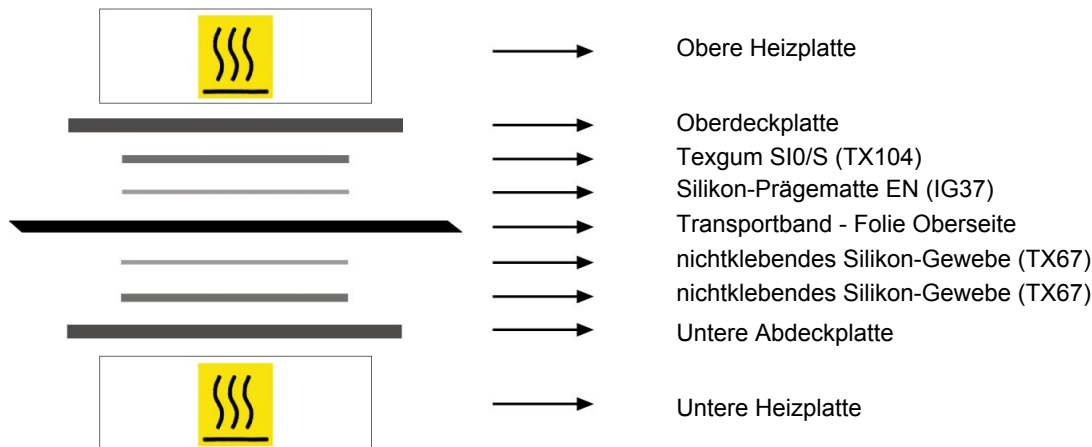 Obere Heizplatte
Oberdeckplatte
Texgum SI0/S (TX104)
Silikon-Prägematte EN (IG37)
Transportband - Folie Oberseite
nichtklebendes Silikon-Gewebe (TX67)
nichtklebendes Silikon-Gewebe (TX67)
Untere Abdeckplatte
Untere Heizplatte